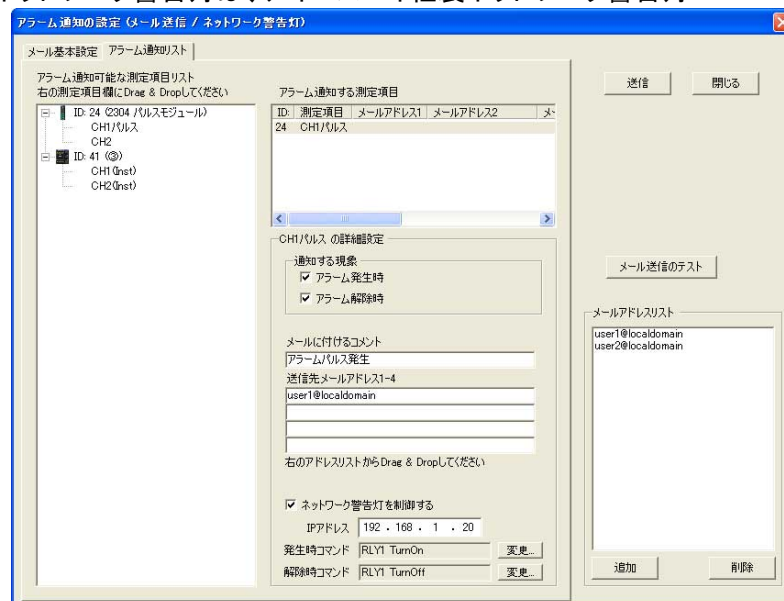 アラーム通知の設定 (メール送信 / ネットワーク警告灯)
メール基本設定 アラーム通知リスト
アラーム通知可能な測定項目リスト
右の測定項目欄にDrag & Dropしてください
ID: 24 (2304 パルスモジュール)
CH1パルス
CH2
ID: 41 (③)
CH1(Inst)
CH2(Inst)
アラーム通知する測定項目
ID: 測定項目 メールアドレス1 メールアドレス2
24 CH1パルス
CH1パルス の詳細設定
通知する現象
アラーム発生時
アラーム解除時
メールに付けるコメント
アラームパルス発生
送信先メールアドレス1-4
user1@localdomain
右のアドレスリストからDrag & Dropしてください
ネットワーク警告灯を制御する
IPアドレス 192 . 168 . 1 . 20
発生時コマンド RLY1 TurnOn 変更...
解除時コマンド RLY1 TurnOff 変更...
送信 閉じる
メール送信のテスト
メールアドレスリスト
user1@localdomain
user2@localdomain
追加 削除